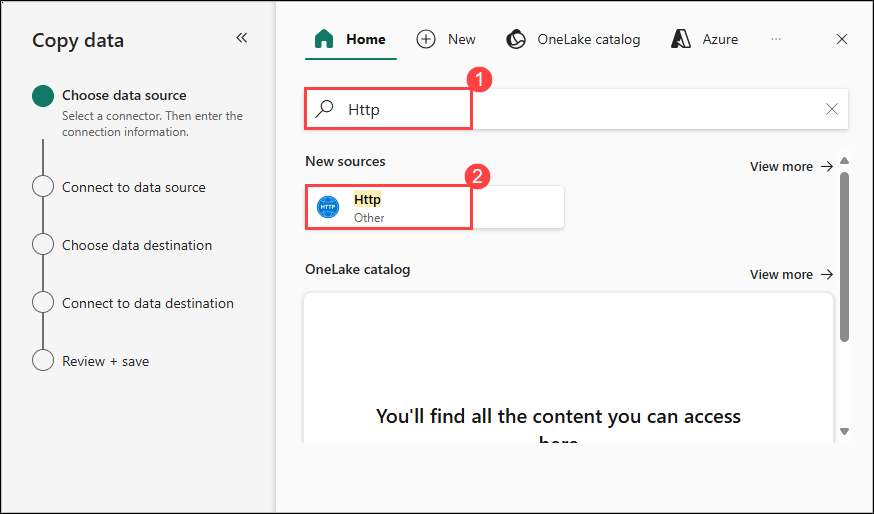 Copy data
Choose data source
Select a connector. Then enter the
connection information.
Connect to data source
Choose data destination
Connect to data destination
Review + save
Home
New
OneLake catalog
Azure
...
1
Http
New sources
View more
2
HTTP
Http
Other
OneLake catalog
View more
You'll find all the content you can access
here